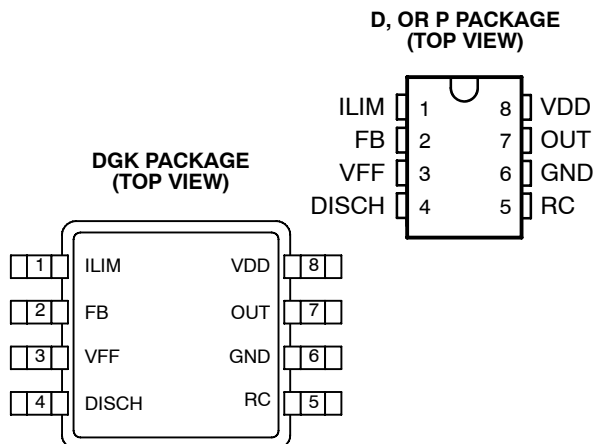 D, OR P PACKAGE
(TOP VIEW)
ILIM 1 8 VDD
FB 2 7 OUT
VFF 3 6 GND
DISCH 4 5 RC
DGK PACKAGE
(TOP VIEW)
1 ILIM VDD 8
2 FB OUT 7
3 VFF GND 6
4 DISCH RC 5